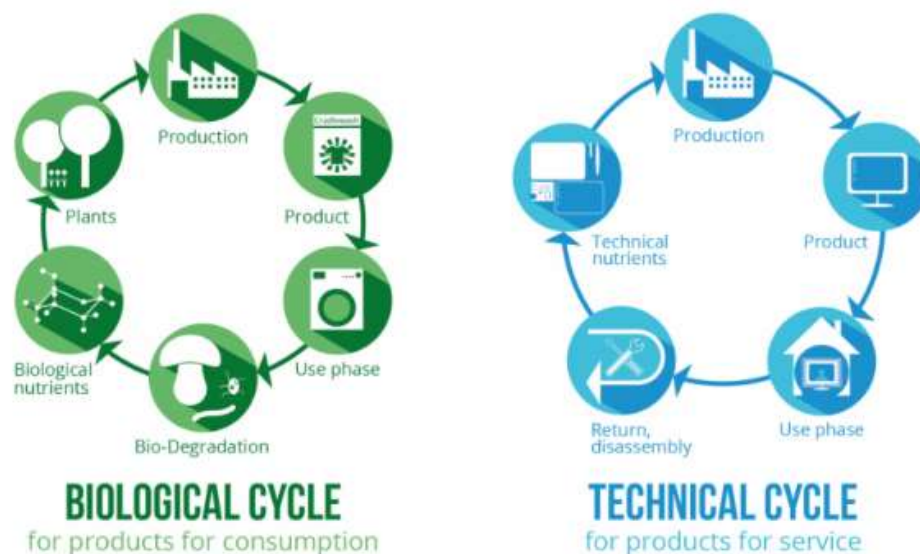 Production
Product
Use phase
Bio-Degradation
Biological
nutrients
Plants
BIOLOGICAL CYCLE
for products for consumption
Production
Product
Use phase
Return,
disassembly
Technical
nutrients
TECHNICAL CYCLE
for products for service